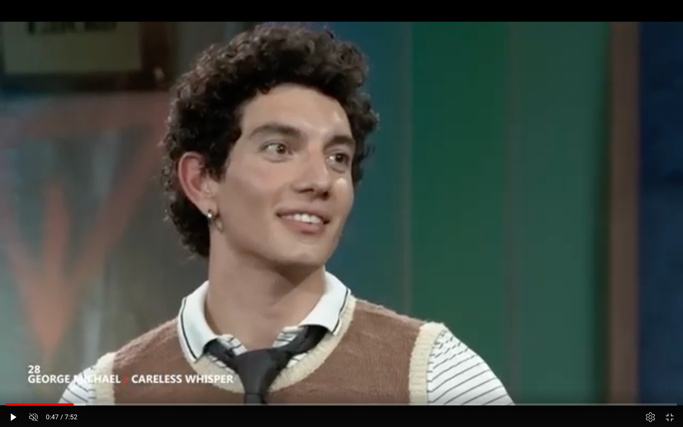 28
GEORGE MICHAEL CARELESS WHISPER
0:47 / 7:52